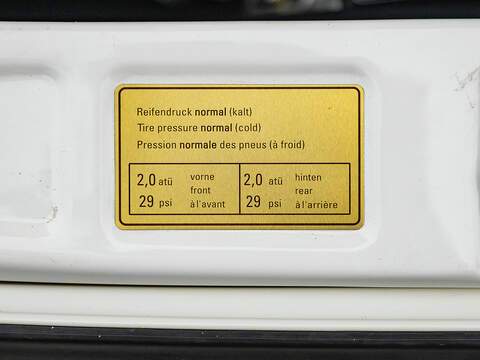 Reifendruck normal (kalt)
Tire pressure normal (cold)
Pression normale des pneus (à froid)
2,0 atü vorne
front
29 psi à l'avant
2,0 atü hinten
rear
29 psi à l'arrière